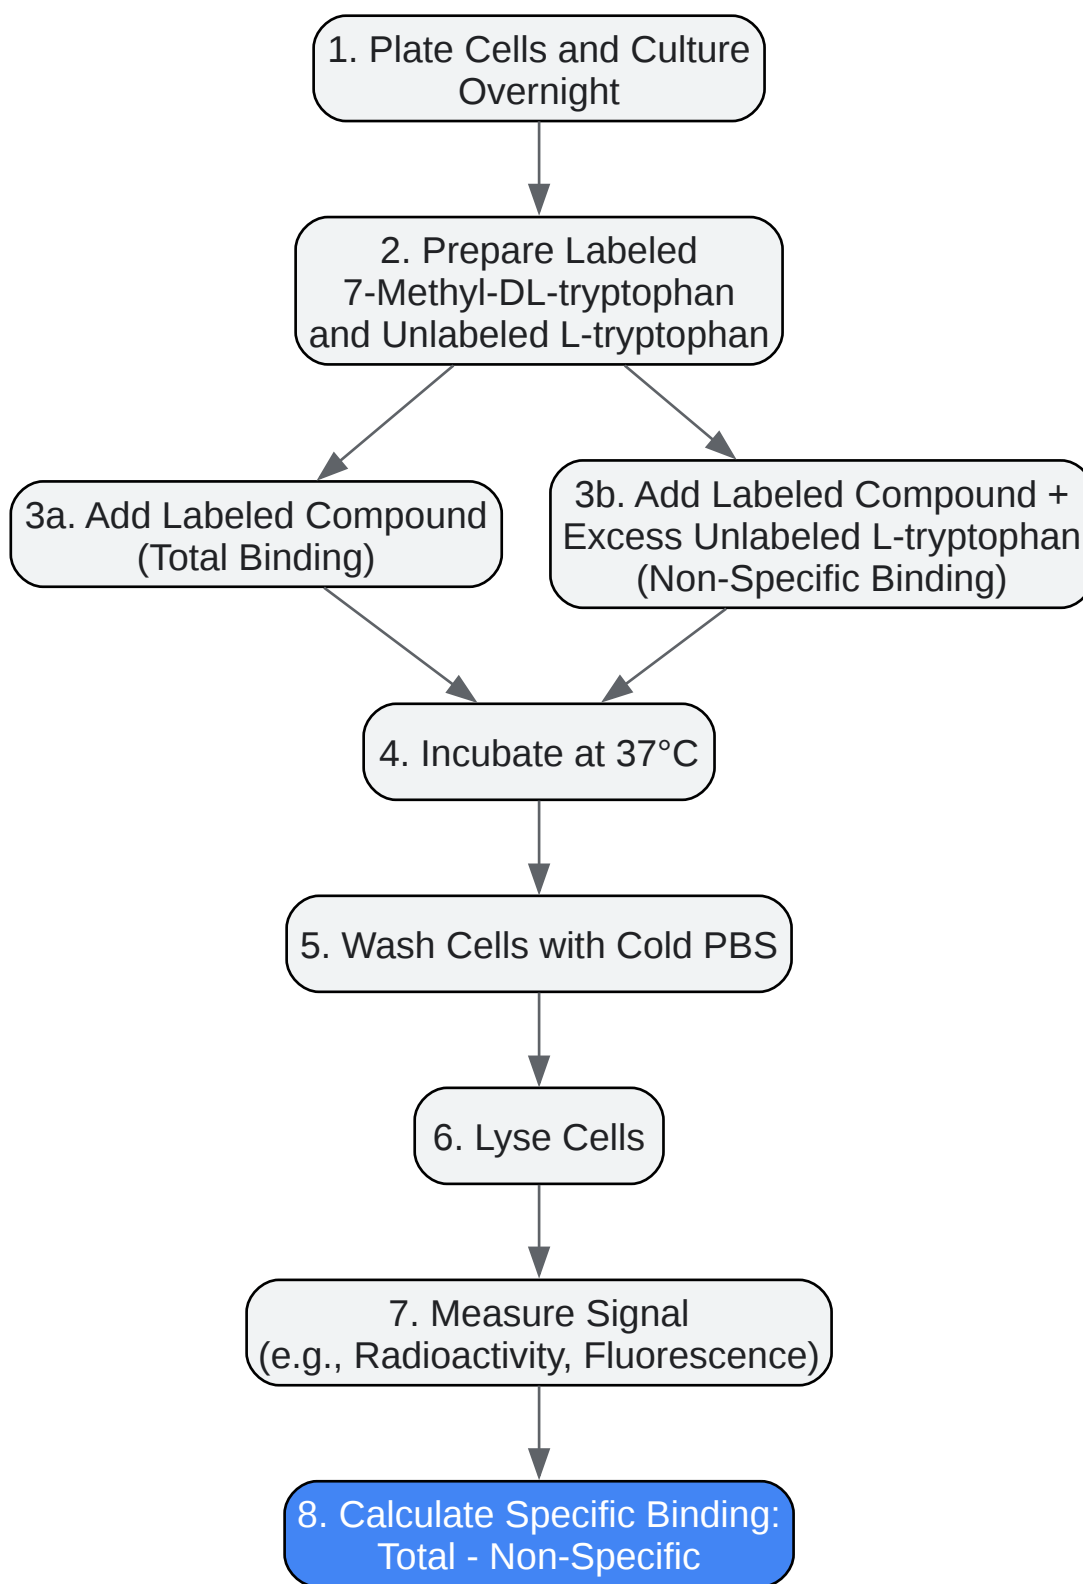 1. Plate Cells and Culture
Overnight
2. Prepare Labeled
7-Methyl-DL-tryptophan
and Unlabeled L-tryptophan
3a. Add Labeled Compound
(Total Binding)
3b. Add Labeled Compound +
Excess Unlabeled L-tryptophan
(Non-Specific Binding)
4. Incubate at 37°C
5. Wash Cells with Cold PBS
6. Lyse Cells
7. Measure Signal
(e.g., Radioactivity, Fluorescence)
8. Calculate Specific Binding:
Total - Non-Specific